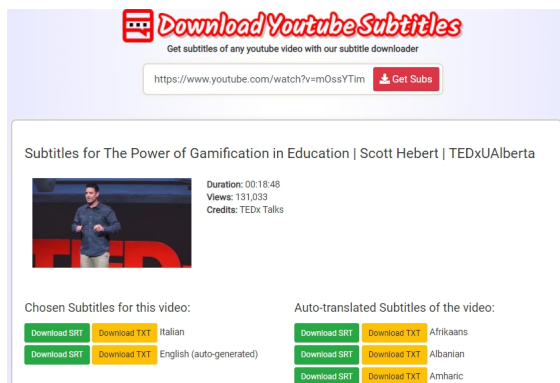 Download Youtube Subtitles
Get subtitles of any youtube video with our subtitle downloader
https://www.youtube.com/watch?v=mOssYTim
Get Subs
Subtitles for The Power of Gamification in Education | Scott Hebert | TEDxUAlberta
Duration: 00:18:48
Views: 131,033
Credits: TEDx Talks
TED
Chosen Subtitles for this video:
Download SRT Download TXT Italian
Download SRT Download TXT English (auto-generated)
Auto-translated Subtitles of the video:
Download SRT Download TXT Afrikaans
Download SRT Download TXT Albanian
Download SRT Download TXT Amharic